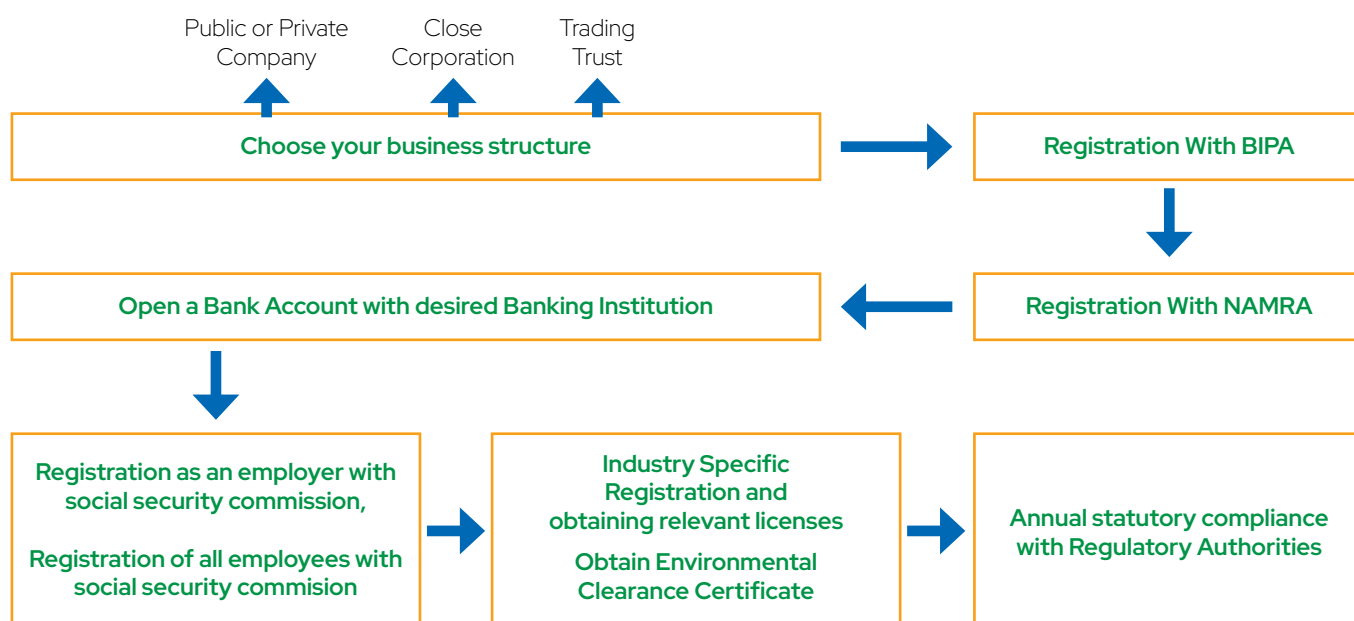 Public or Private
Company
Close
Corporation
Trading
Trust
Choose your business structure
Registration With BIPA
Registration With NAMRA
Open a Bank Account with desired Banking Institution
Registration as an employer with
social security commission,
Registration of all employees with
social security commision
Industry Specific
Registration and
obtaining relevant licenses
Obtain Environmental
Clearance Certificate
Annual statutory compliance
with Regulatory Authorities